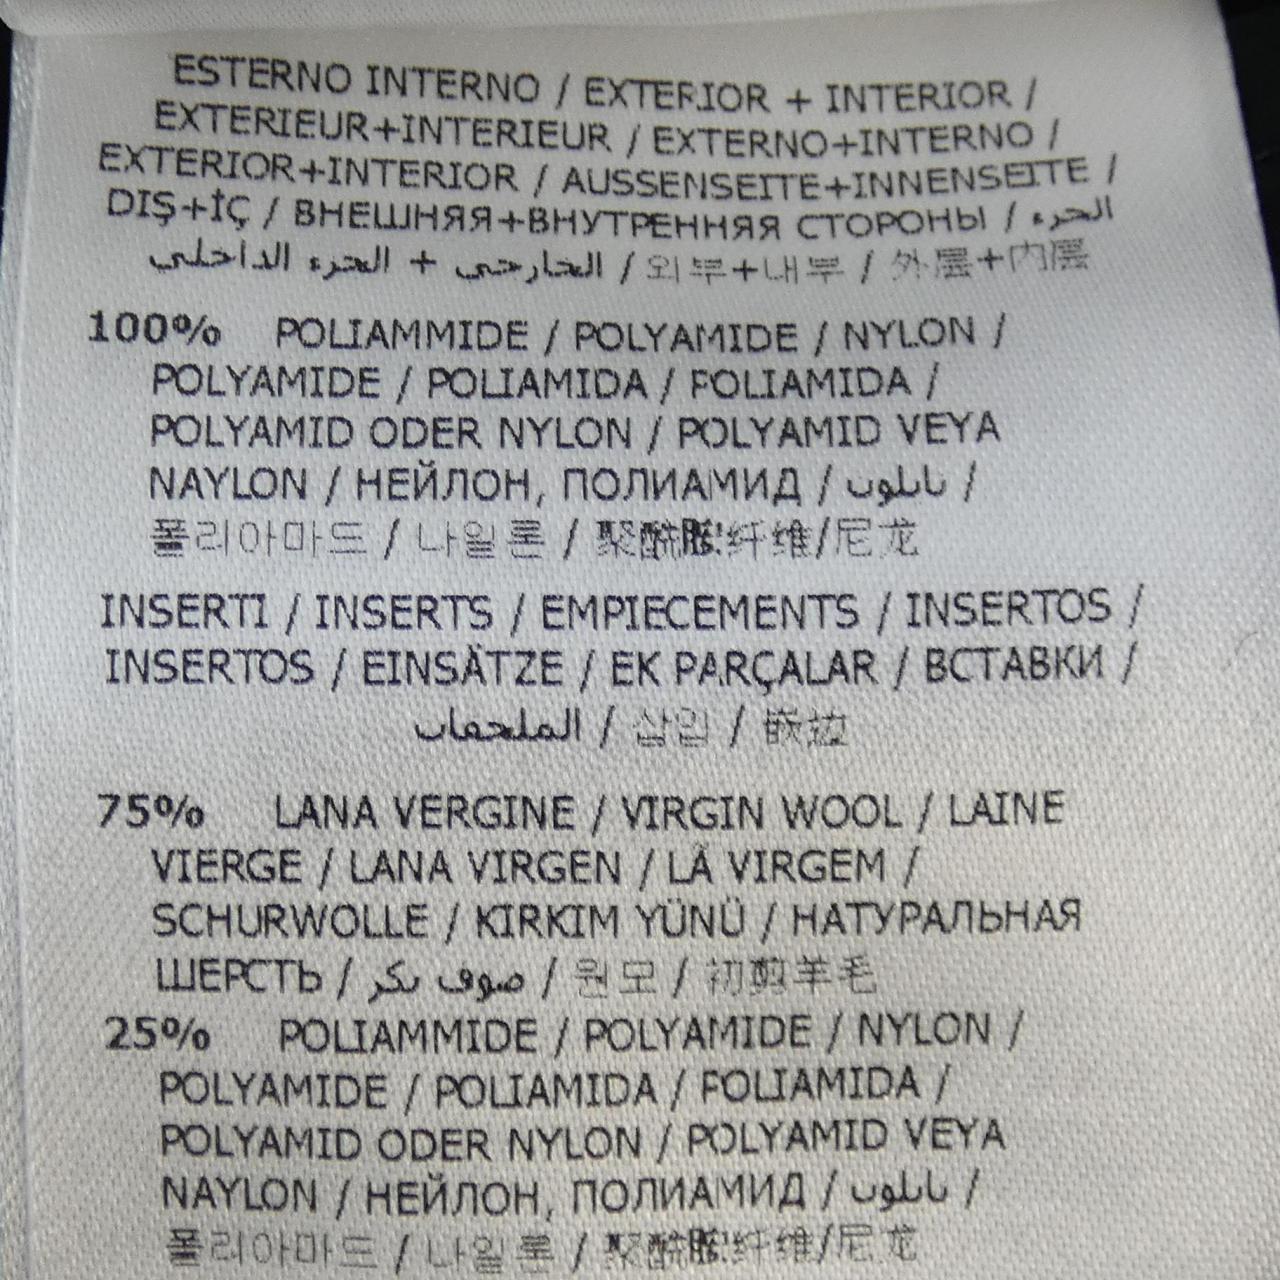 ESTERNO INTERNO / EXTERIOR + INTERIOR /
EXTERIEUR+INTERIEUR / EXTERNO+INTERNO /
EXTERIOR+INTERIOR / AUSSENSEITE+INNENSEITE /
DIŞ+İÇ / ВНЕШНЯЯ+ВНУТРЕННЯЯ СТОРОНЫ / الجزء
الخارجي + الجزء الداخلي / 외부+내부 / 外层+内层
100% POLIAMMIDE / POLYAMIDE / NYLON /
POLYAMIDE / POLIAMIDA / POLIAMIDA /
POLYAMID ODER NYLON / POLYAMID VEYA
NAYLON / НЕЙЛОН, ПОЛИАМИД / نايلون /
폴리아마드 / 나일론 / 聚酰胺纤维/尼龙
INSERTI / INSERTS / EMPIECEMENTS / INSERTOS /
INSERTOS / EINSÄTZE / EK PARÇALAR / ВСТАВКИ /
الملحقات / 삽입 / 嵌边
75% LANA VERGINE / VIRGIN WOOL / LAINE
VIERGE / LANA VIRGEN / LÃ VIRGEM /
SCHURWOLLE / KIRKIM YÜNÜ / НАТУРАЛЬНАЯ
ШЕРСТЬ / صوف بكر / 원모 / 初剪羊毛
25% POLIAMMIDE / POLYAMIDE / NYLON /
POLYAMIDE / POLIAMIDA / POLIAMIDA /
POLYAMID ODER NYLON / POLYAMID VEYA
NAYLON / НЕЙЛОН, ПОЛИАМИД / نايلون /
폴리아마드 / 나일론 / 聚酰胺纤维/尼龙